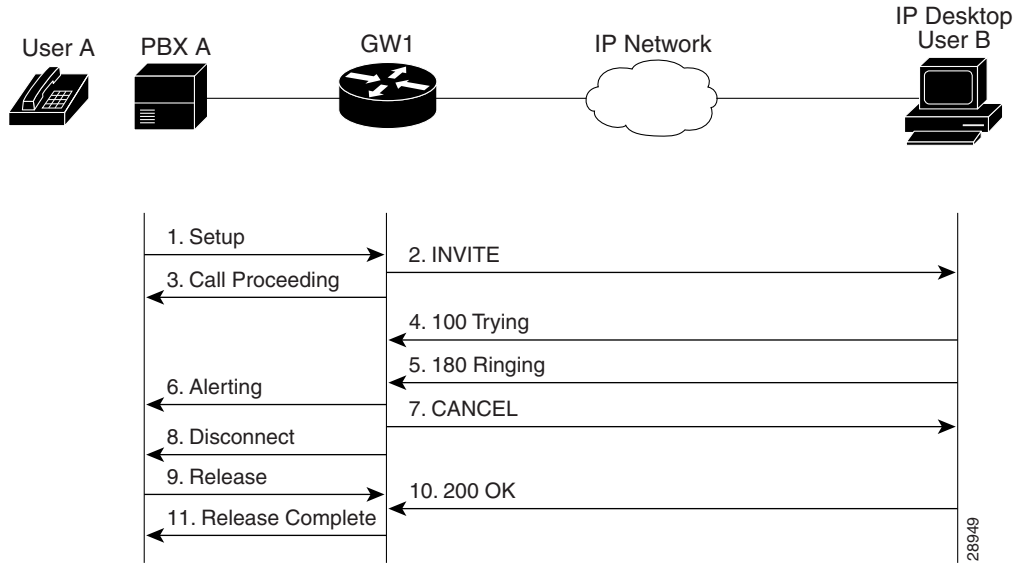 User A
PBX A
GW1
IP Network
IP Desktop
User B
1. Setup
2. INVITE
3. Call Proceeding
4. 100 Trying
5. 180 Ringing
6. Alerting
7. CANCEL
8. Disconnect
9. Release
10. 200 OK
11. Release Complete
28949